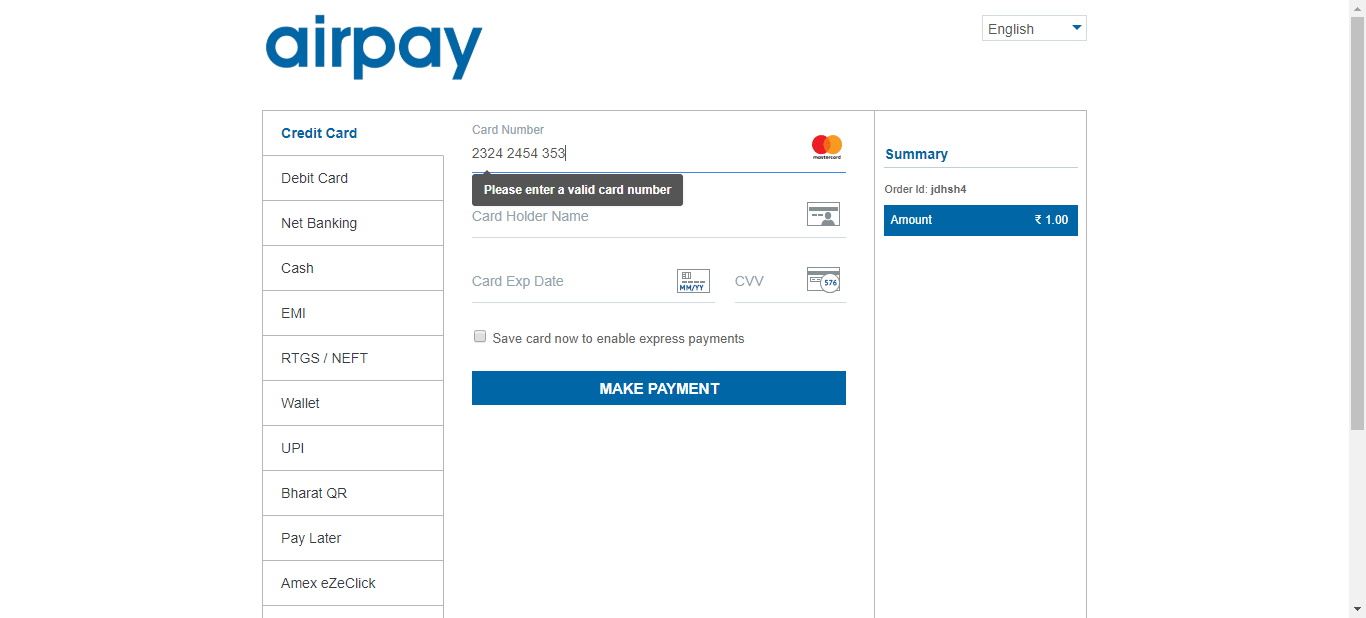 airpay
English
Credit Card
Debit Card
Net Banking
Cash
EMI
RTGS / NEFT
Wallet
UPI
Bharat QR
Pay Later
Amex eZeClick
Card Number
2324 2454 353
mastercard
Please enter a valid card number
Card Holder Name
Card Exp Date
MM/YY
CVV
576
Save card now to enable express payments
MAKE PAYMENT
Summary
Order Id: jdhsh4
Amount ₹ 1.00